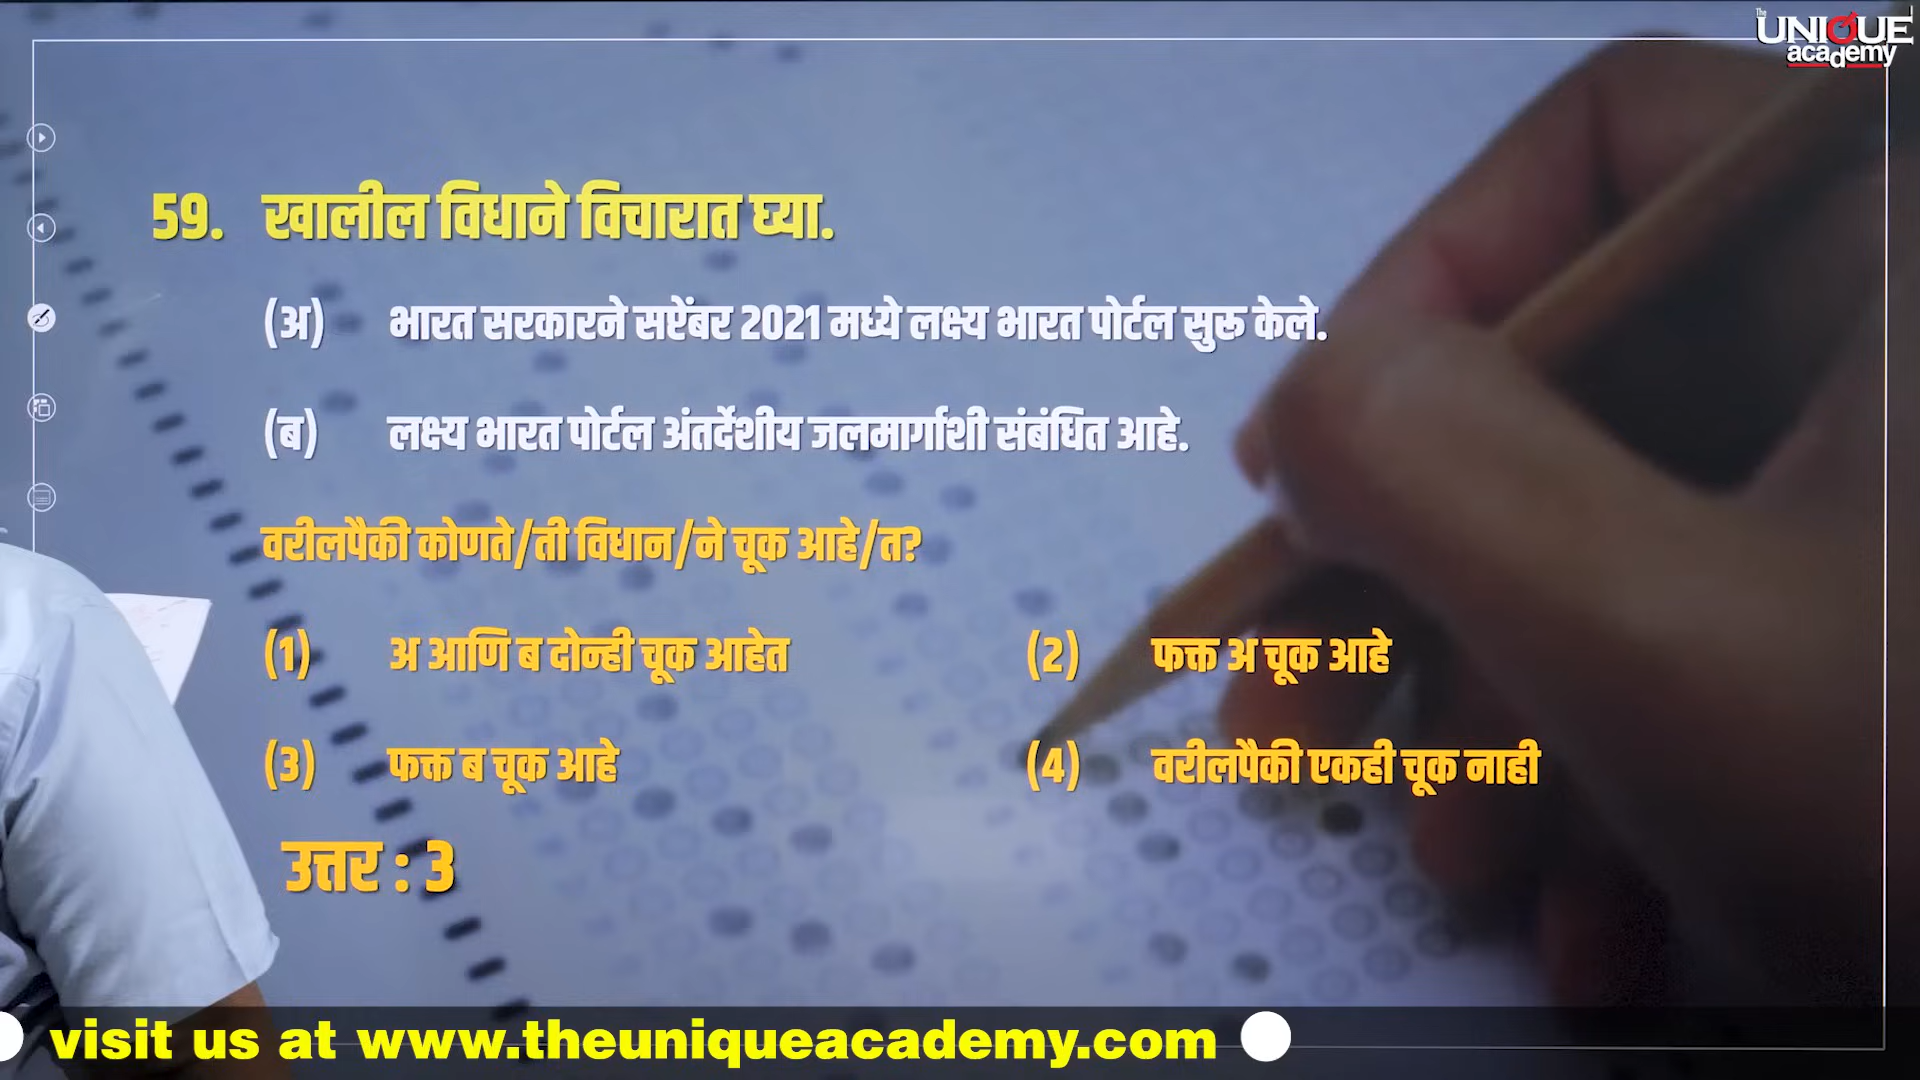 The
UNIQUE
academy
59. खालील विधाने विचारात घ्या.
(अ) भारत सरकारने सप्टेंबर 2021 मध्ये लक्ष्य भारत पोर्टल सुरू केले.
(ब) लक्ष्य भारत पोर्टल अंतर्देशीय जलमार्गाशी संबंधित आहे.
वरीलपैकी कोणते/ती विधान/ने चूक आहे/त?
(1) अ आणि ब दोन्ही चूक आहेत (2) फक्त अ चूक आहे
(3) फक्त ब चूक आहे (4) वरीलपैकी एकही चूक नाही
उत्तर : 3
visit us at www.theuniqueacademy.com